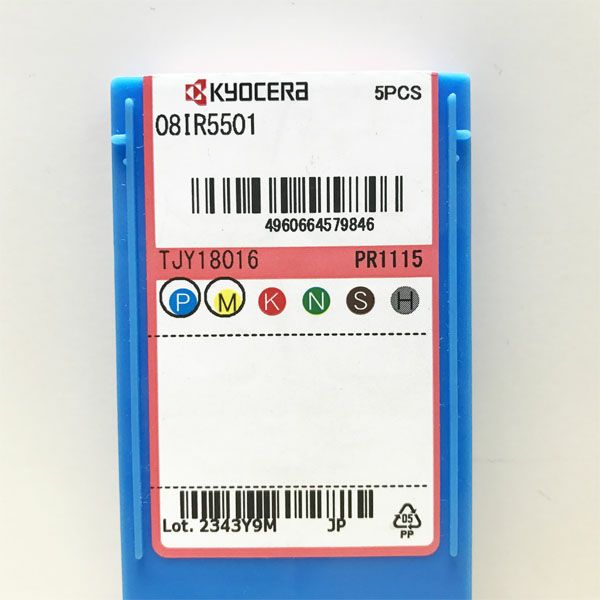 KYOCERA 5PCS
08IR5501
4960664579846
TJY18016 PR1115
P M K N S H
Lot. 2343Y9M JP
05
PP